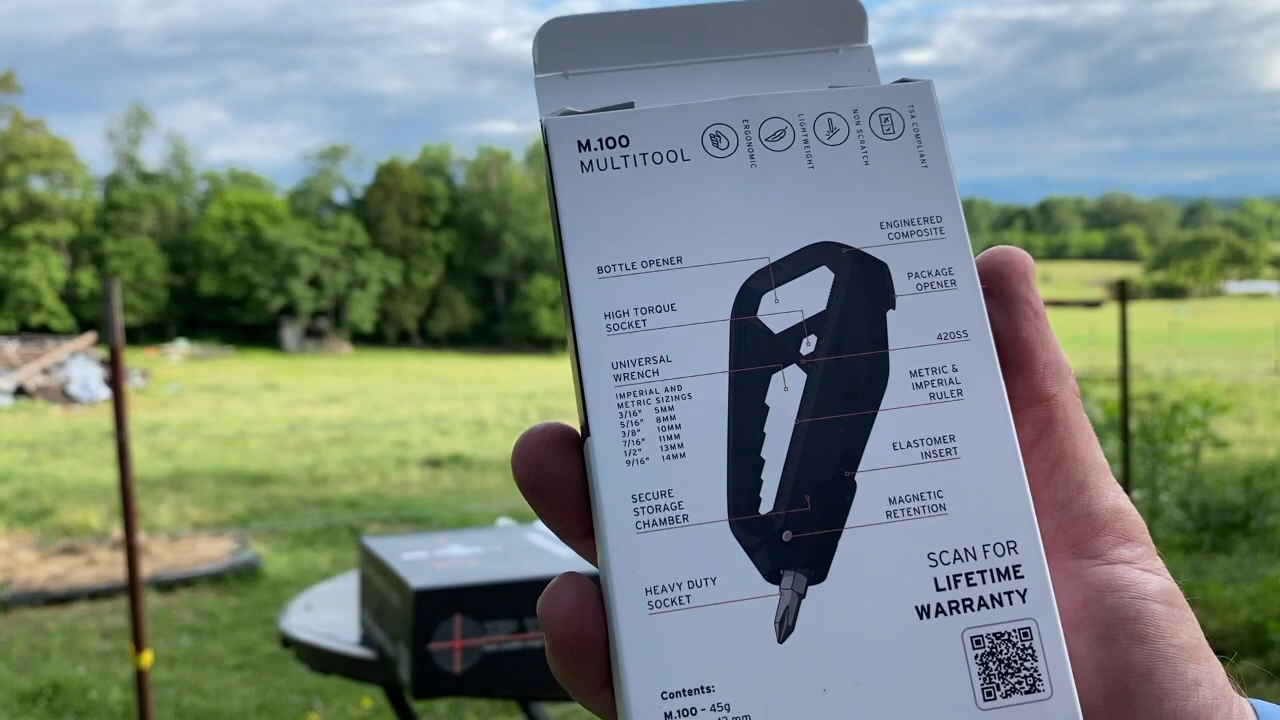 M.100
MULTITOOL
ERGONOMIC
LIGHTWEIGHT
NON SCRATCH
TSA COMPLIANT
ENGINEERED
COMPOSITE
BOTTLE OPENER
PACKAGE
OPENER
HIGH TORQUE
SOCKET
420SS
UNIVERSAL
WRENCH
IMPERIAL AND
METRIC SIZINGS
3/16" 5MM
5/16" 8MM
3/8" 10MM
7/16" 11MM
1/2" 13MM
9/16" 14MM
METRIC &
IMPERIAL
RULER
ELASTOMER
INSERT
SECURE
STORAGE
CHAMBER
MAGNETIC
RETENTION
HEAVY DUTY
SOCKET
SCAN FOR
LIFETIME
WARRANTY
Contents:
M.100 - 45g
mm